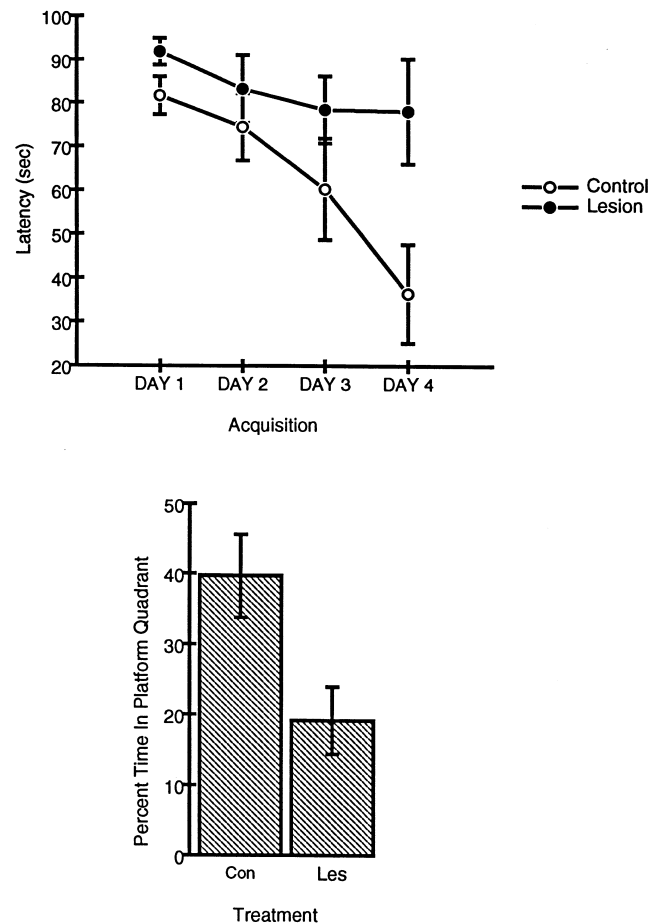 100
90
80
70
60
50
40
30
20
Latency (sec)
DAY 1 DAY 2 DAY 3 DAY 4
Acquisition
Control
Lesion
50
40
30
20
10
0
Percent Time In Platform Quadrant
Con Les
Treatment